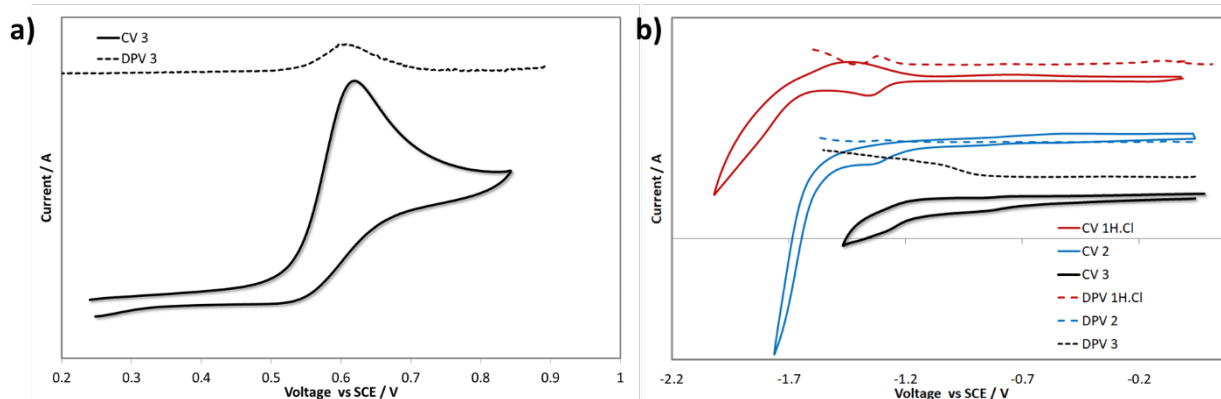 a)
CV 3
DPV 3
Current / A
0.2 0.3 0.4 0.5 0.6 0.7 0.8 0.9 1
Voltage vs SCE / V
b)
Current / A
CV 1H.Cl
CV 2
CV 3
DPV 1H.Cl
DPV 2
DPV 3
-2.2 -1.7 -1.2 -0.7 -0.2
Voltage vs SCE / V